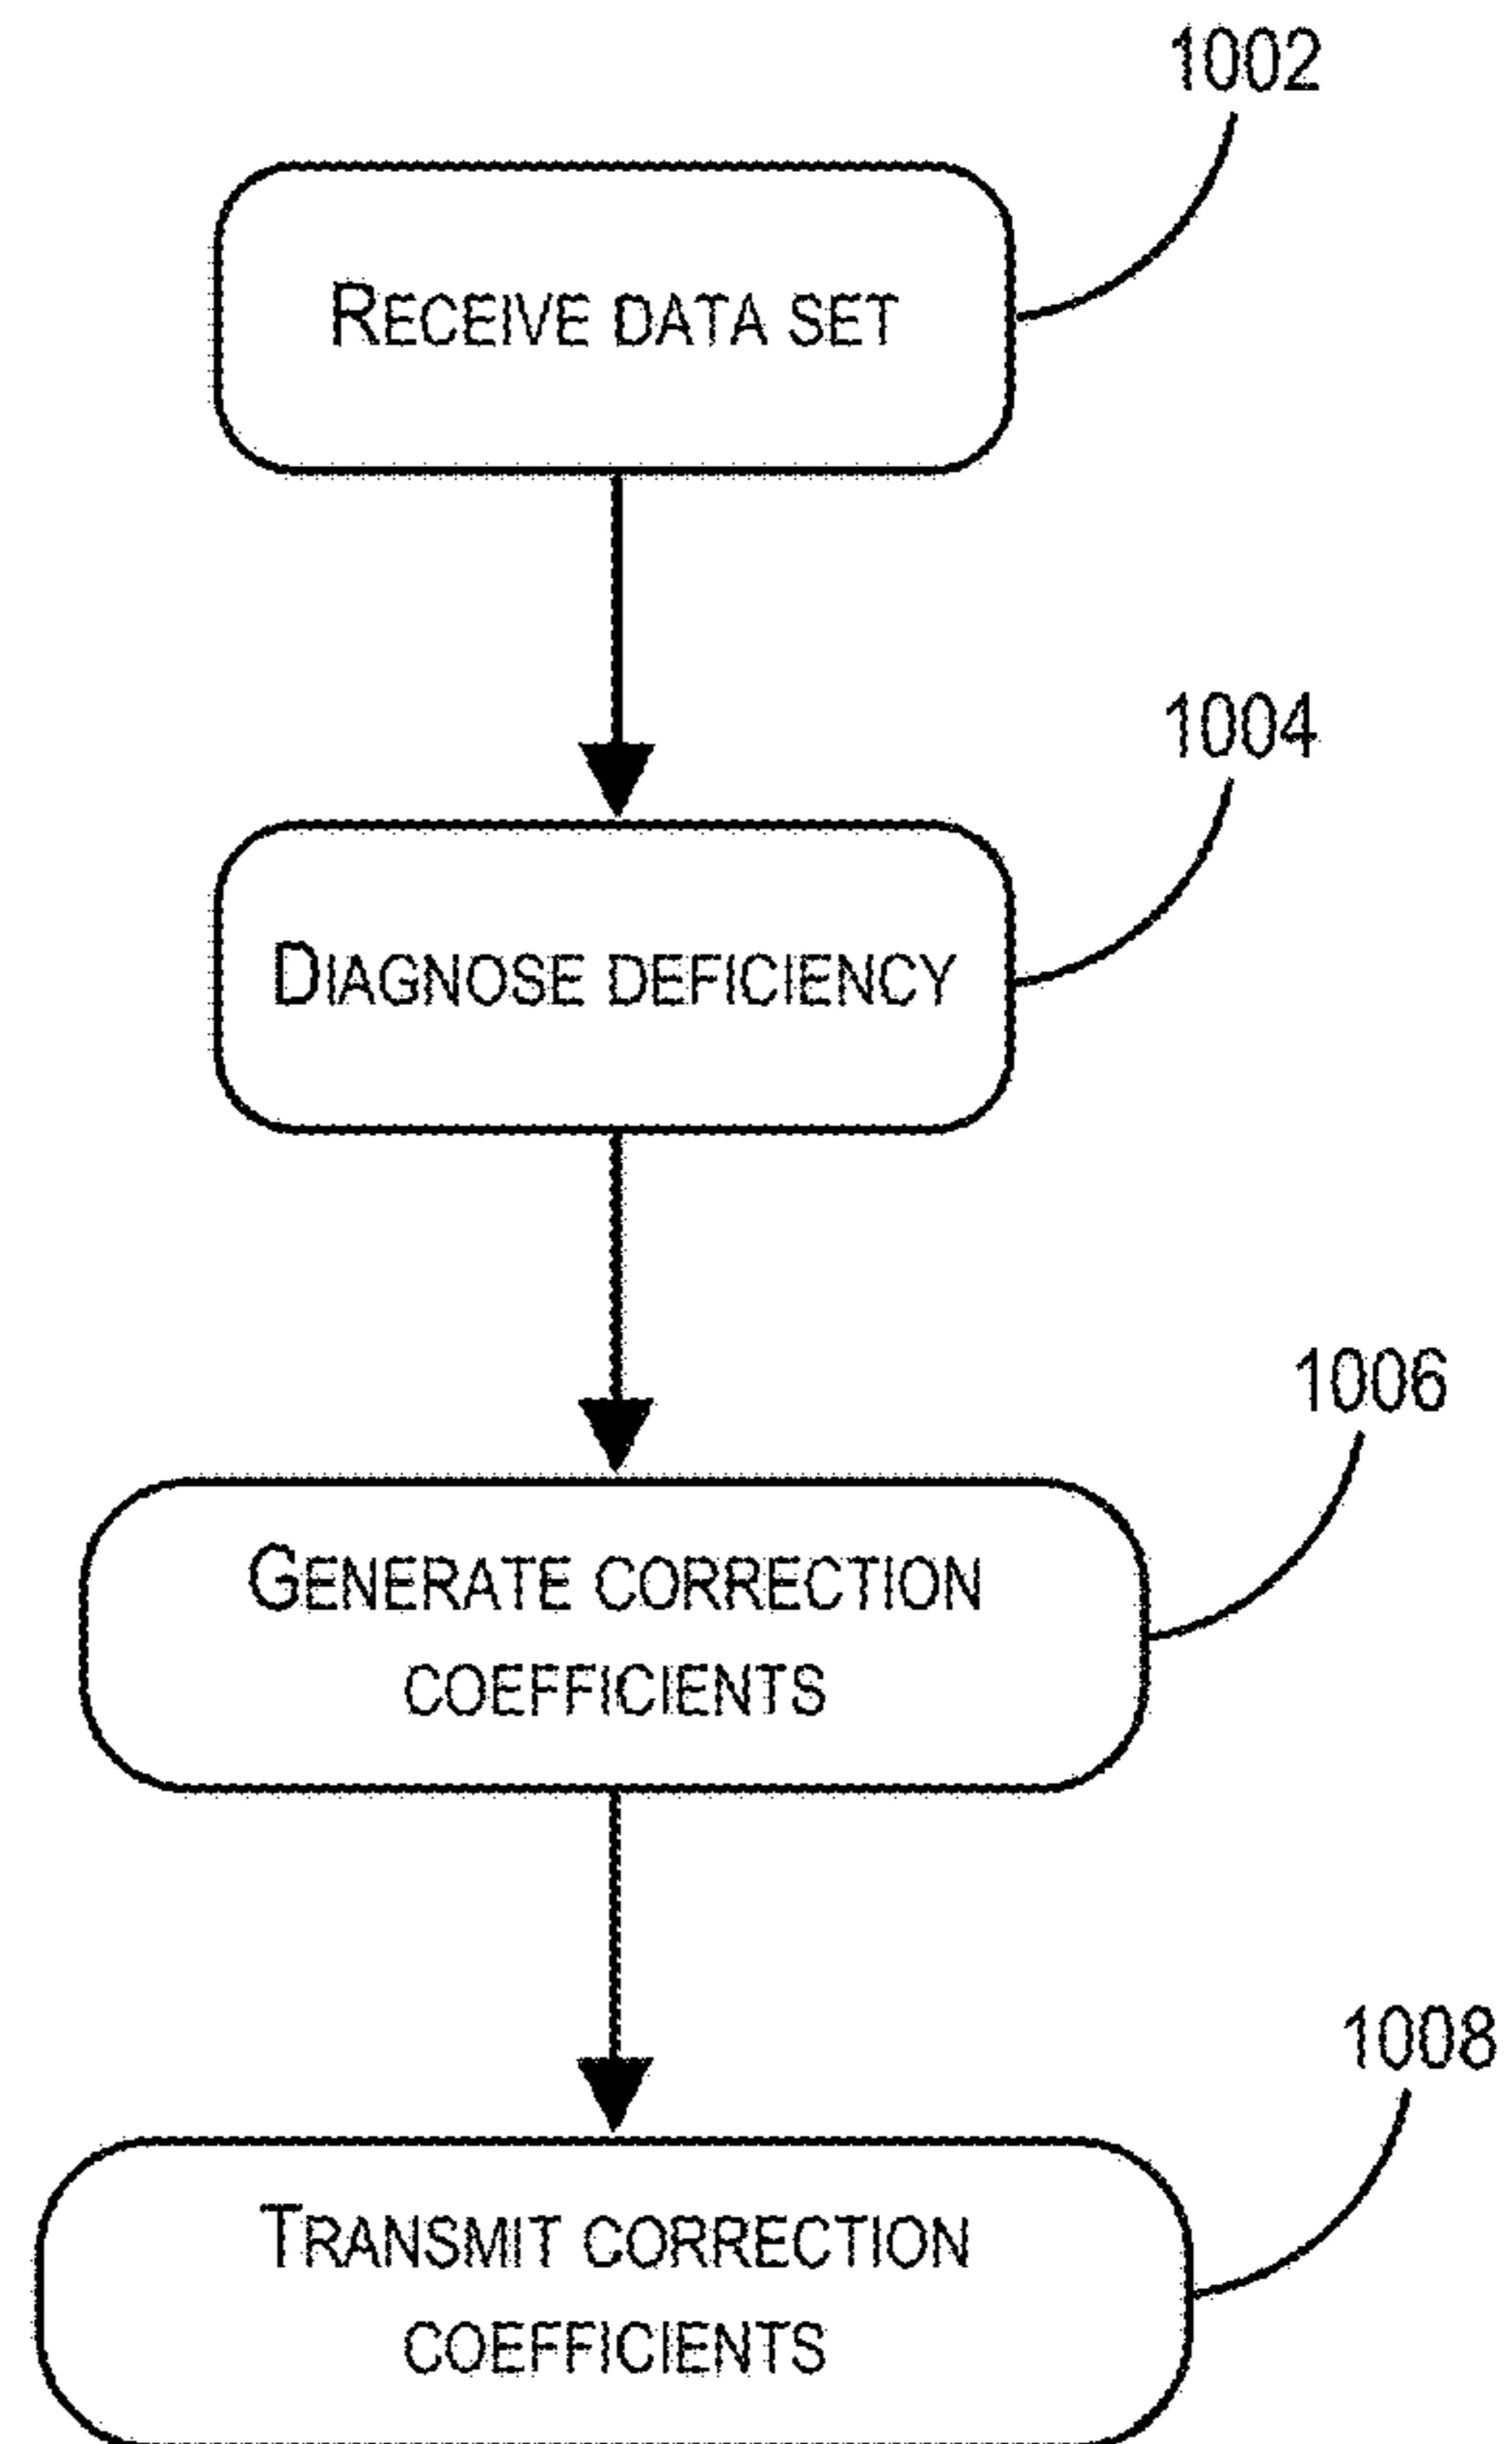 1002
RECEIVE DATA SET
1004
DIAGNOSE DEFICIENCY
1006
GENERATE CORRECTION
COEFFICIENTS
1008
TRANSMIT CORRECTION
COEFFICIENTS